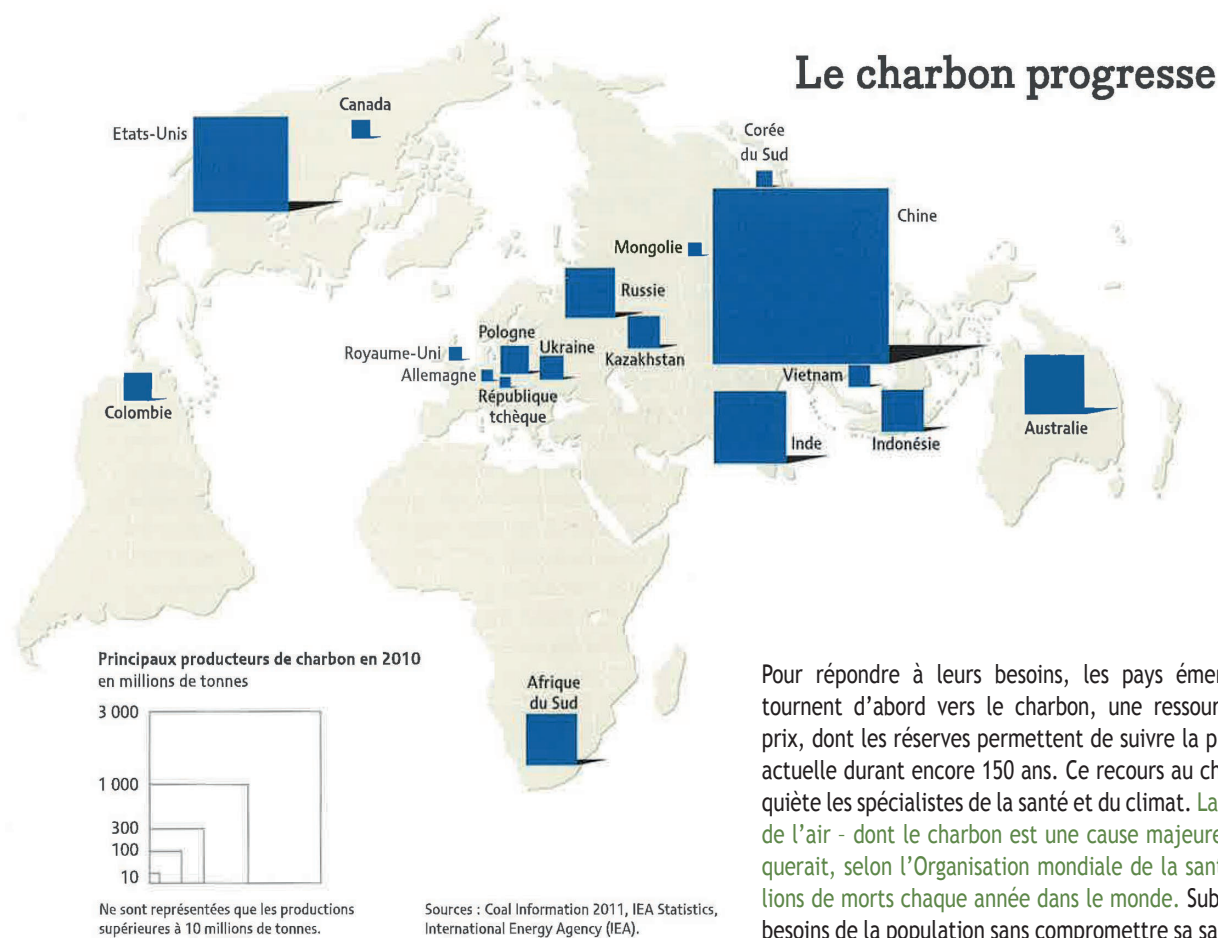 Le charbon progresse
Canada
Etats-Unis
Corée
du Sud
Chine
Mongolie
Russie
Pologne
Ukraine
Royaume-Uni
Kazakhstan
Allemagne
Vietnam
République
tchèque
Colombie
Inde
Indonésie
Australie
Afrique
du Sud
Principaux producteurs de charbon en 2010
en millions de tonnes
3 000
1 000
300
100
10
Ne sont représentées que les productions
supérieures à 10 millions de tonnes.
Sources : Coal Information 2011, IEA Statistics,
International Energy Agency (IEA).
Pour répondre à leurs besoins, les pays émer
tournent d'abord vers le charbon, une ressour
prix, dont les réserves permettent de suivre la p
actuelle durant encore 150 ans. Ce recours au ch
quiète les spécialistes de la santé et du climat. La
de l'air - dont le charbon est une cause majeure
querait, selon l'Organisation mondiale de la sant
lions de morts chaque année dans le monde. Sub
besoins de la population sans compromettre sa sa